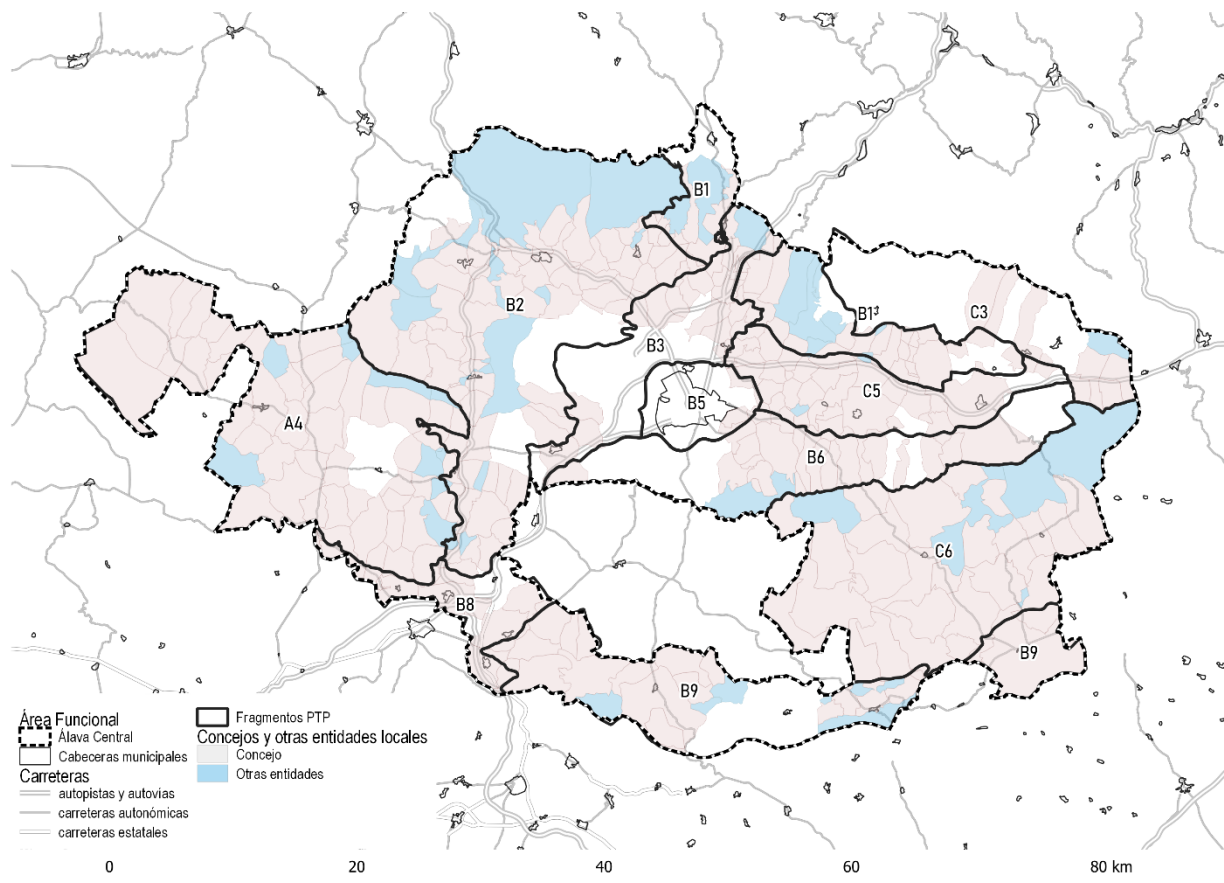 B1
B2
B1‡
C3
B3
C5
B5
A4
B6
C6
B8
B9
B9
Área Funcional
Álava Central
Cabeceras municipales
Carreteras
autopistas y autovías
carreteras autonómicas
carreteras estatales
Fragmentos PTP
Concejos y otras entidades locales
Concejo
Otras entidades
0 20 40 60 80 km